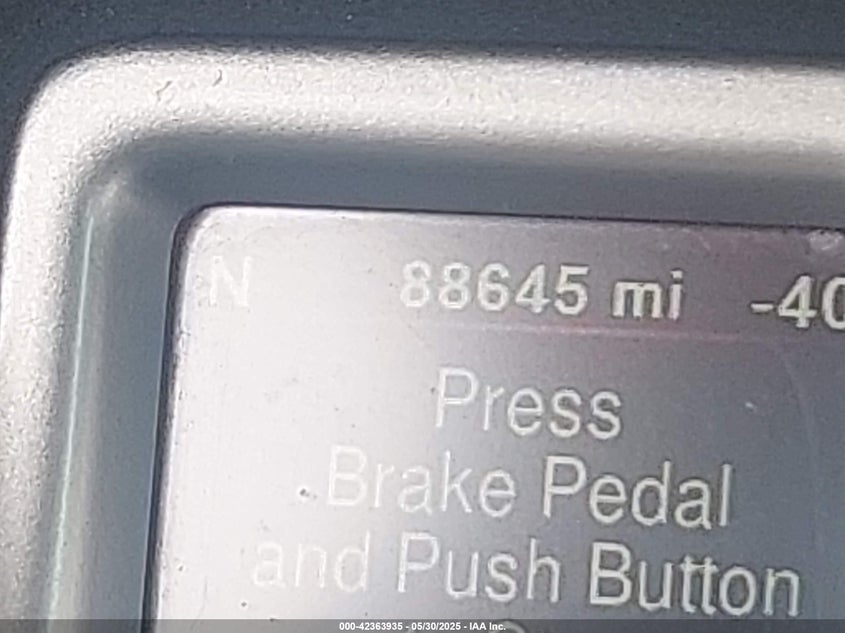 N 88645 mi -40
Press
Brake Pedal
and Push Button
000-42363935 - 05/30/2025 - IAA Inc.